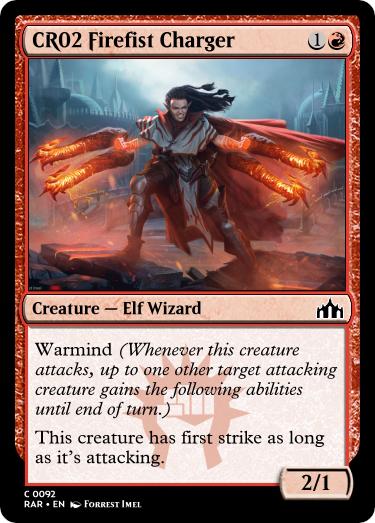 CR02 Firefist Charger 1
Creature — Elf Wizard
Warmind (Whenever this creature
attacks, up to one other target attacking
creature gains the following abilities
until end of turn.)
This creature has first strike as long
as it's attacking.
2/1
C 0092
RAR • EN Forrest Imel